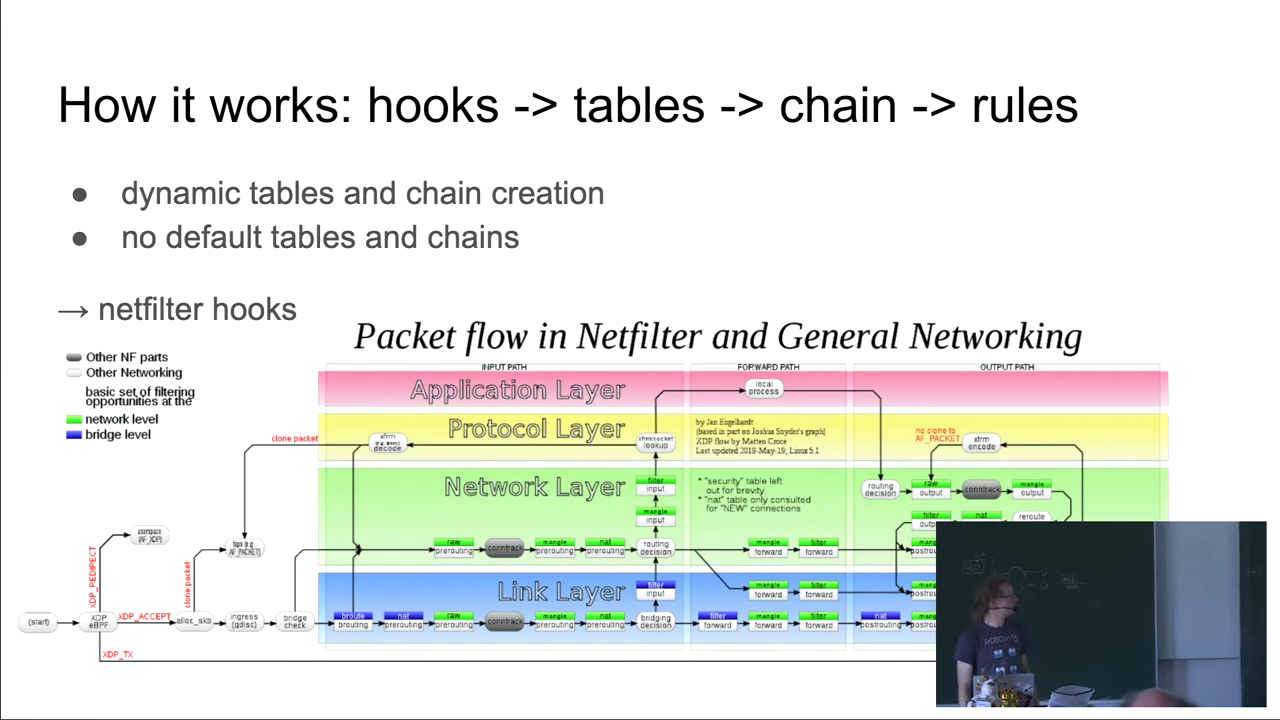 How it works: hooks -> tables -> chain -> rules
● dynamic tables and chain creation
● no default tables and chains
→ netfilter hooks
Packet flow in Netfilter and General Networking
Other NF parts
Other Networking
basic set of filtering
opportunities at the
network level
bridge level
INPUT PATH
FORWARD PATH
OUTPUT PATH
Application Layer
local
process
Protocol Layer
clone packet
xfrm
decode
xfrm/socket
lookup
by Jan Engelhardt
(based in part on Joshua Snyder's graph)
XDP flow by Matteo Croce
Last updated 2019-May-19; Linux 5.1
no clone to
AF_PACKET
xfrm
encode
Network Layer
filter
input
mangle
input
* "security" table left
out for brevity
* "nat" table only consulted
for "NEW" connections
routing
decision
raw
output
conntrack
mangle
output
filter
nat
reroute
userspace
(AF_XDP)
taps (e.g.
AF_PACKET)
raw
prerouting
conntrack
mangle
prerouting
nat
prerouting
routing
decision
mangle
forward
filter
forward
Link Layer
filter
input
mangle
forward
filter
forward
(start)
XDP
eBPF
XDP_REDIRECT
XDP_ACCEPT
XDP_TX
clone packet
alloc_skb
ingress
(qdisc)
bridge
check
broute
brouting
nat
prerouting
raw
prerouting
conntrack
mangle
prerouting
nat
prerouting
bridging
decision
filter
forward
mangle
forward
filter
forward
nat
postrouting
ROSCon